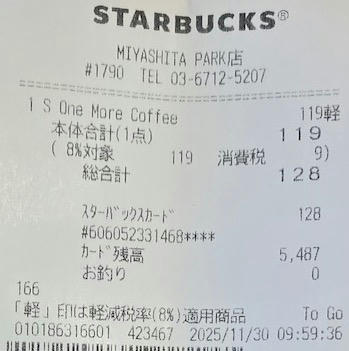 STARBUCKS®
MIYASHITA PARK店
#1790 TEL 03-6712-5207
1 S One More Coffee 119軽
本体合計(1点) 119
( 8%対象 119 消費税 9)
総合計 128
スターバックスカード 128
#606052331468****
カード残高 5,487
お釣り 0
166
「軽」印は軽減税率(8%)適用商品 To Go
010186316601 423467 2025/11/30 09:59:36